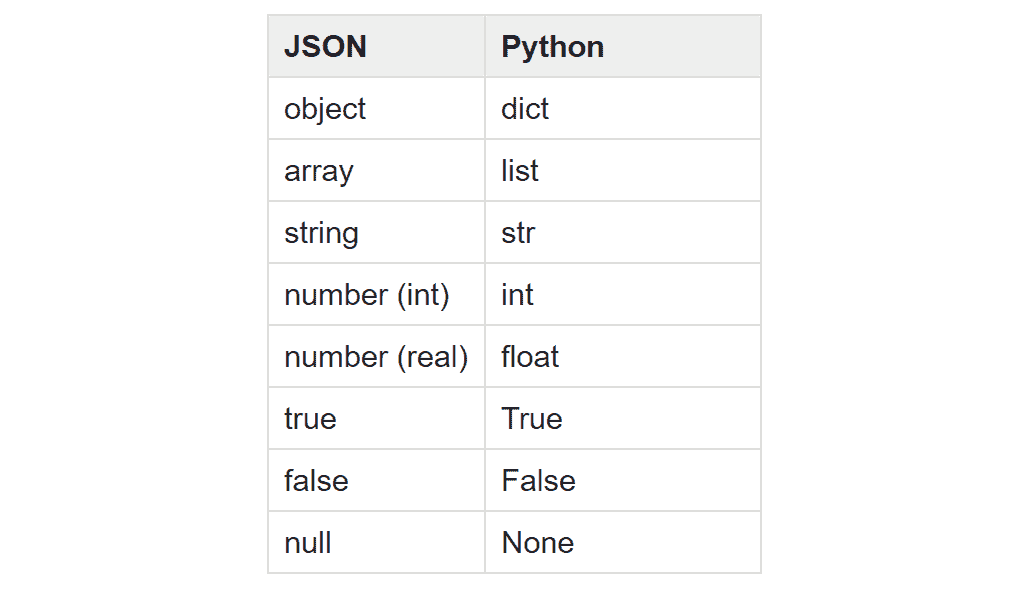 JSON Python
object dict
array list
string str
number (int) int
number (real) float
true True
false False
null None